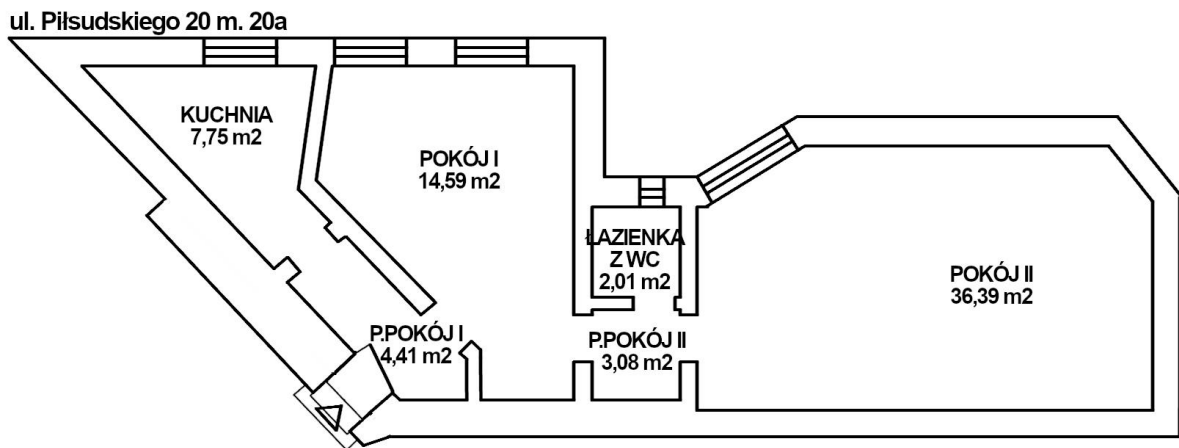 ul. Piłsudskiego 20 m. 20a
KUCHNIA
7,75 m2
POKÓJ I
14,59 m2
ŁAZIENKA
Z WC
2,01 m2
POKÓJ II
36,39 m2
P.POKÓJ I
4,41 m2
P.POKÓJ II
3,08 m2